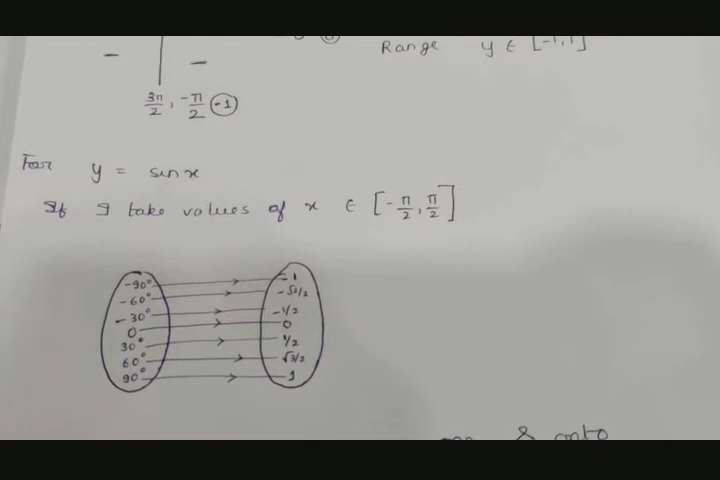 Range y ∈ [-1,1]
3π/2, -π/2 (-1)
For y = sinx
If I take values of x ∈ [-π/2, π/2]
-90° -1
-60° -√3/2
-30° -1/2
0 0
30° 1/2
60° √3/2
90° 1
& onto